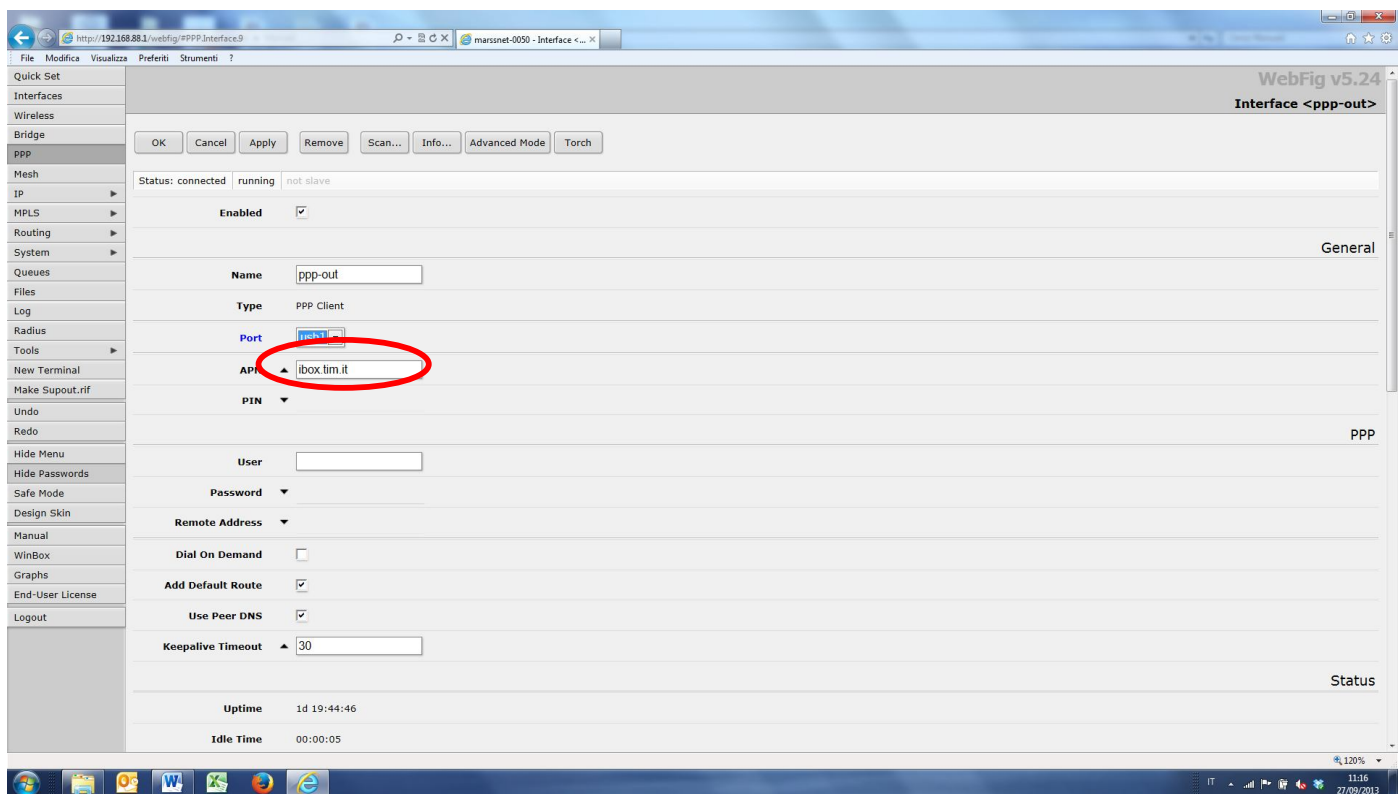 http://192.168.88.1/webfig/#PPP.Interface.9
marssnet-0050 - Interface <... ×
File Modifica Visualizza Preferiti Strumenti ?
WebFig v5.24
Interface <ppp-out>
Quick Set
Interfaces
Wireless
Bridge
PPP
Mesh
IP
MPLS
Routing
System
Queues
Files
Log
Radius
Tools
New Terminal
Make Supout.rif
Undo
Redo
Hide Menu
Hide Passwords
Safe Mode
Design Skin
Manual
WinBox
Graphs
End-User License
Logout
OK Cancel Apply Remove Scan... Info... Advanced Mode Torch
Status: connected running not slave
Enabled
General
Name ppp-out
Type PPP Client
Port usb1
ibox.tim.it
PIN
PPP
User
Password
Remote Address
Dial On Demand
Add Default Route
Use Peer DNS
Keepalive Timeout 30
Status
Uptime 1d 19:44:46
Idle Time 00:00:05
120%
IT 11:16
27/09/2013